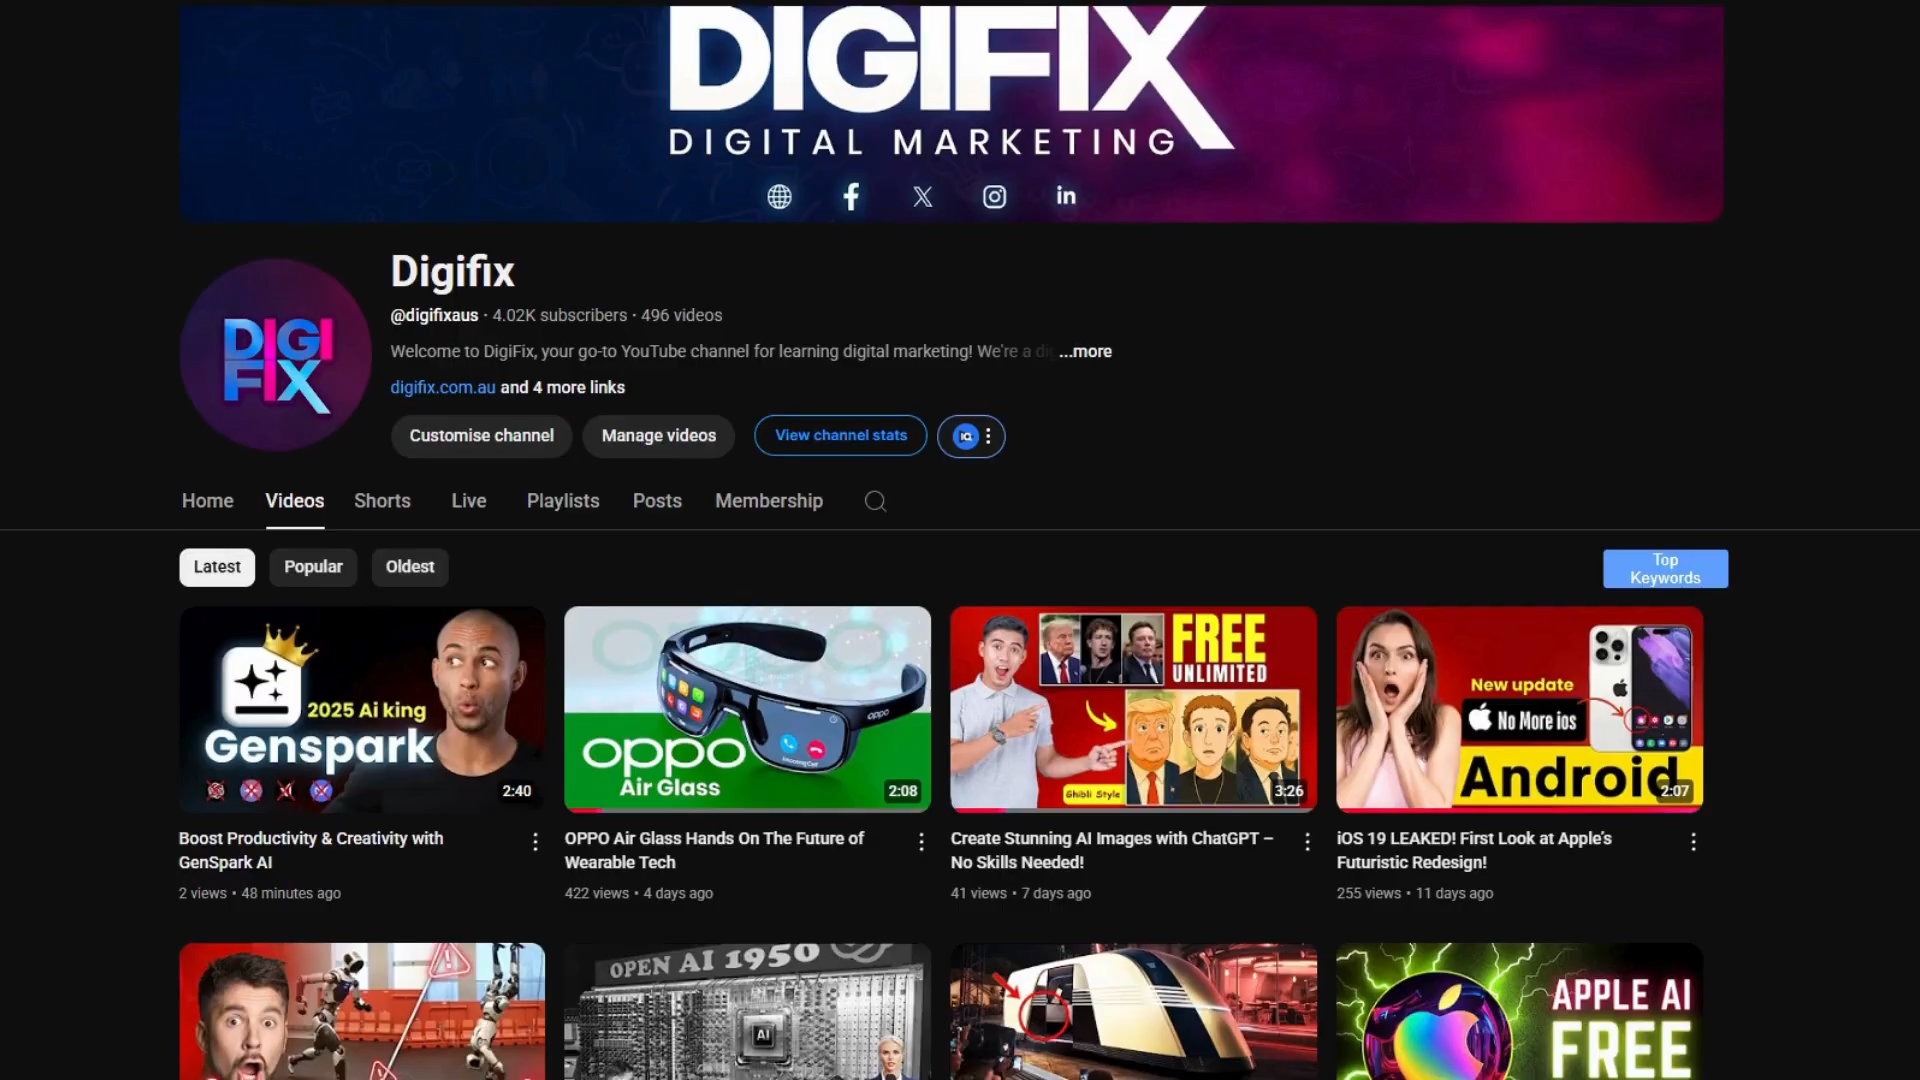 DIGIFIX
DIGITAL MARKETING
DIGI
FIX
Digifix
@digifixaus · 4.02K subscribers · 496 videos
Welcome to DigiFix, your go-to YouTube channel for learning digital marketing! We're a di ...more
digifix.com.au and 4 more links
Customise channel
Manage videos
View channel stats
IQ
Home
Videos
Shorts
Live
Playlists
Posts
Membership
Latest
Popular
Oldest
Top
Keywords
2025 Ai king
Genspark
2:40
oppo
oppo
Air Glass
Incoming Call
2:08
FREE
UNLIMITED
Ghibli Style
3:26
New update
No More ios
Android
2:07
Boost Productivity & Creativity with
GenSpark AI
2 views • 48 minutes ago
OPPO Air Glass Hands On The Future of
Wearable Tech
422 views • 4 days ago
Create Stunning AI Images with ChatGPT –
No Skills Needed!
41 views • 7 days ago
iOS 19 LEAKED! First Look at Apple's
Futuristic Redesign!
255 views • 11 days ago
OPEN AI 1950
AI
APPLE AI
FREE